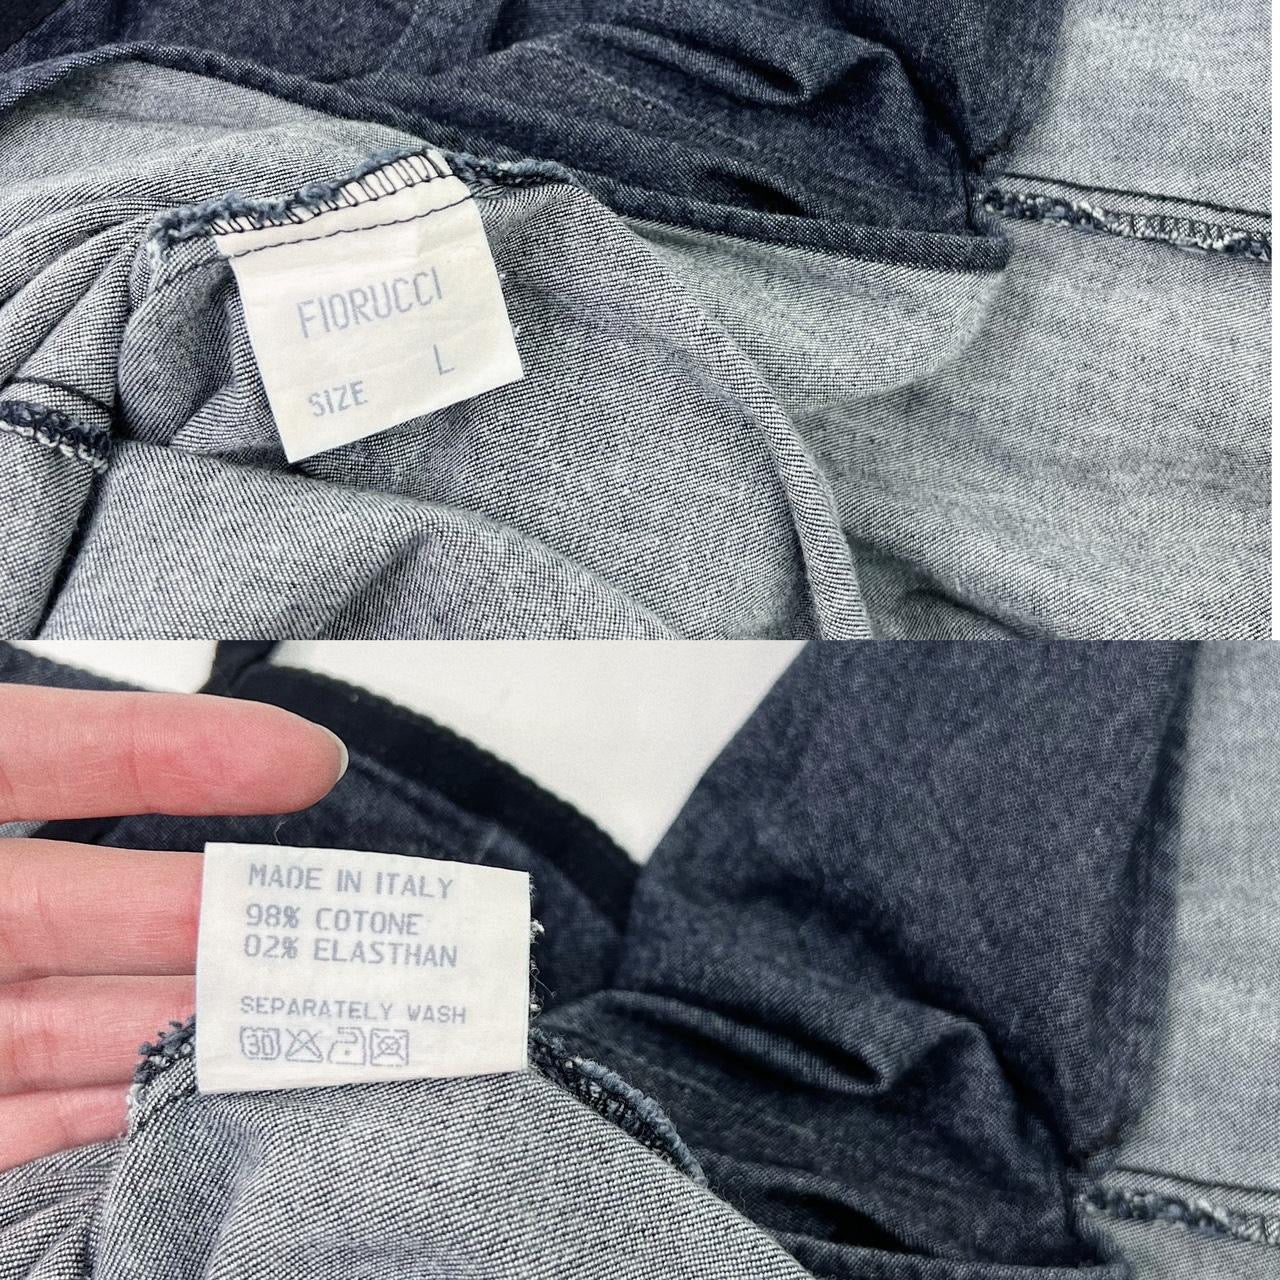 FIORUCCI
SIZE L
MADE IN ITALY
98% COTONE
02% ELASTHAN
SEPARATELY WASH
30